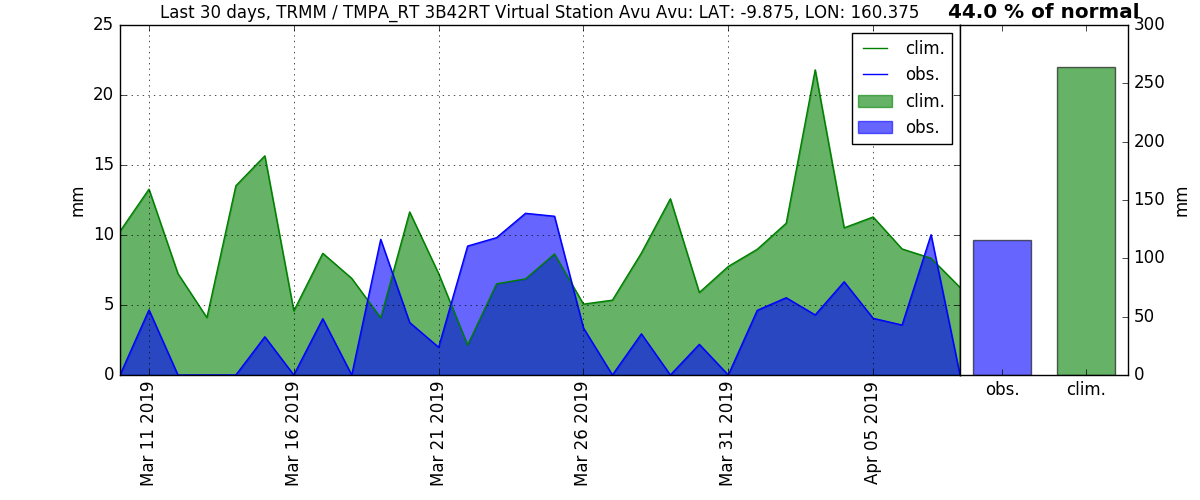 Last 30 days, TRMM / TMPA_RT 3B42RT Virtual Station Avu Avu: LAT: -9.875, LON: 160.375
44.0 % of normal
25
20
15
10
5
0
mm
clim.
obs.
clim.
obs.
300
250
200
150
100
50
0
mm
obs.
clim.
Mar 11 2019
Mar 16 2019
Mar 21 2019
Mar 26 2019
Mar 31 2019
Apr 05 2019